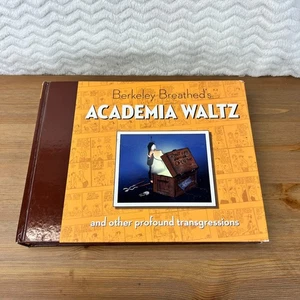 Berkeley Breathed's
ACADEMIA WALTZ
and other profound transgressions